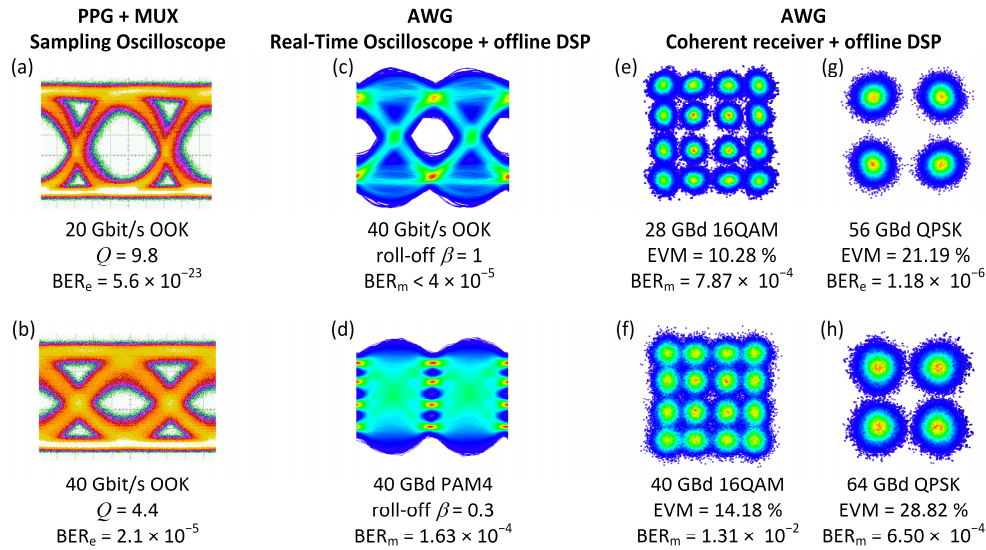 PPG + MUX
Sampling Oscilloscope
AWG
Real-Time Oscilloscope + offline DSP
AWG
Coherent receiver + offline DSP
(a)
20 Gbit/s OOK
Q = 9.8
BERe = 5.6 × 10−23
(c)
40 Gbit/s OOK
roll-off β = 1
BERm < 4 × 10−5
(e)
28 GBd 16QAM
EVM = 10.28 %
BERm = 7.87 × 10−4
(g)
56 GBd QPSK
EVM = 21.19 %
BERe = 1.18 × 10−6
(b)
40 Gbit/s OOK
Q = 4.4
BERe = 2.1 × 10−5
(d)
40 GBd PAM4
roll-off β = 0.3
BERm = 1.63 × 10−4
(f)
40 GBd 16QAM
EVM = 14.18 %
BERm = 1.31 × 10−2
(h)
64 GBd QPSK
EVM = 28.82 %
BERm = 6.50 × 10−4